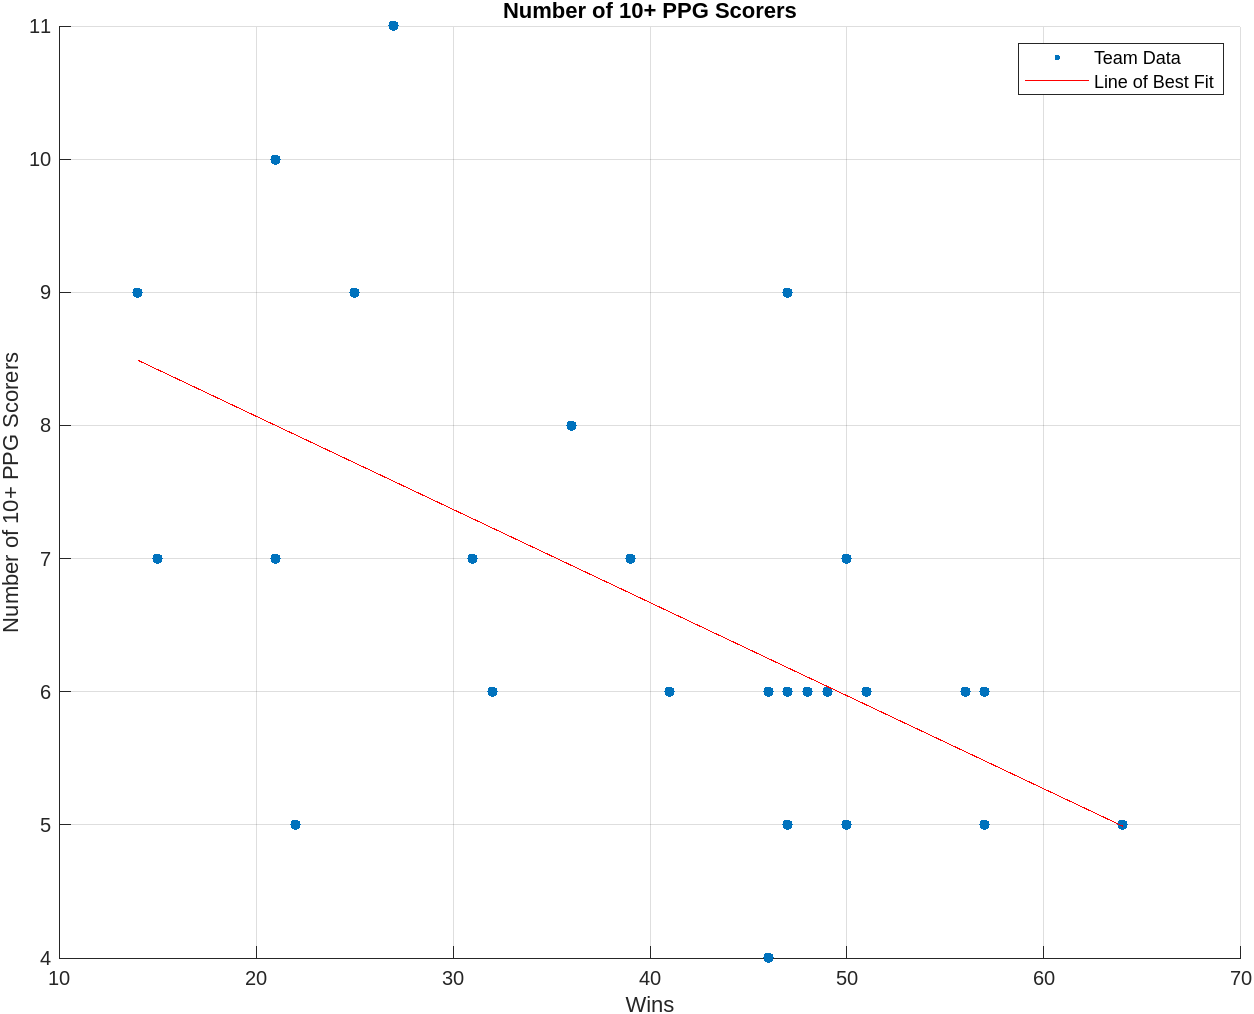 Number of 10+ PPG Scorers
Team Data
Line of Best Fit
Number of 10+ PPG Scorers
11
10
9
8
7
6
5
4
10 20 30 40 50 60 70
Wins